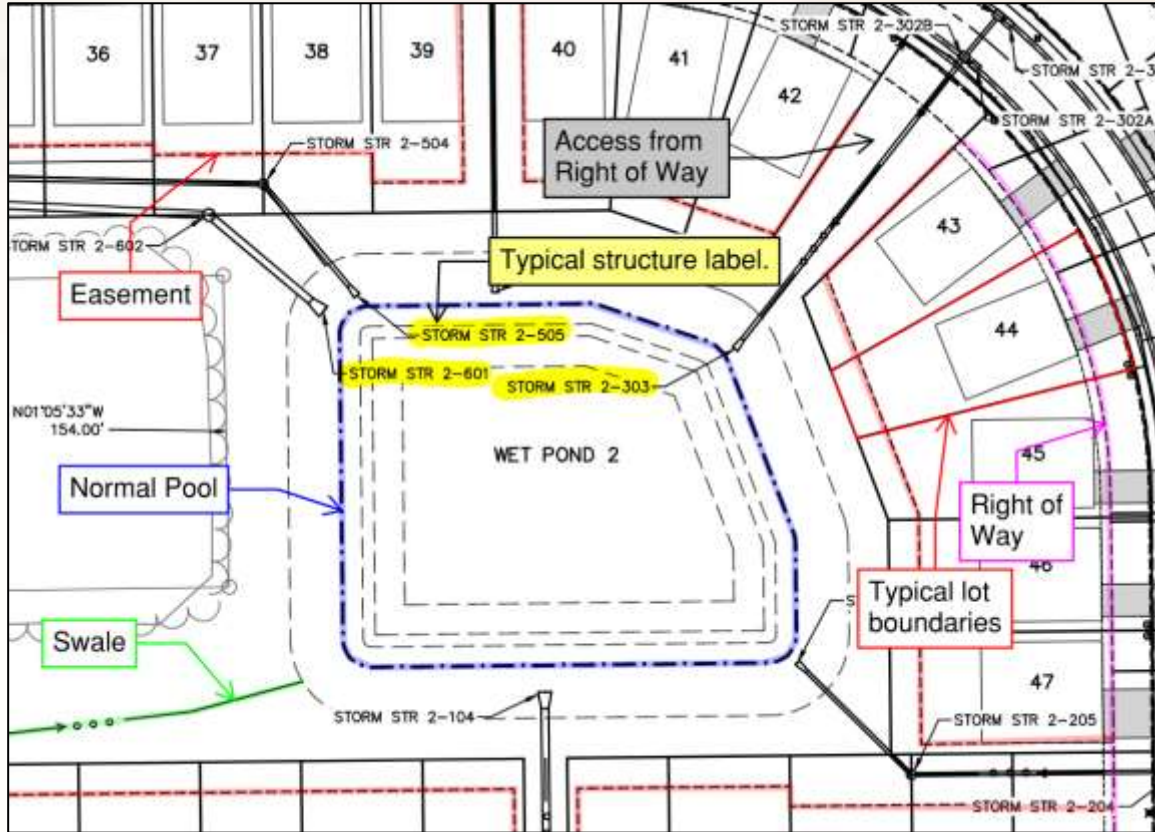 36
37
38
39
40
41
42
STORM STR 2-302B
STORM STR 2-3
STORM STR 2-302A
STORM STR 2-504
Access from
Right of Way
43
STORM STR 2-602
Typical structure label.
Easement
44
STORM STR 2-505
STORM STR 2-601
STORM STR 2-303
N01°05'33"W
154.00'
WET POND 2
45
Normal Pool
Right of
Way
46
Typical lot
boundaries
S
Swale
47
STORM STR 2-104
STORM STR 2-205
STORM STR 2-204